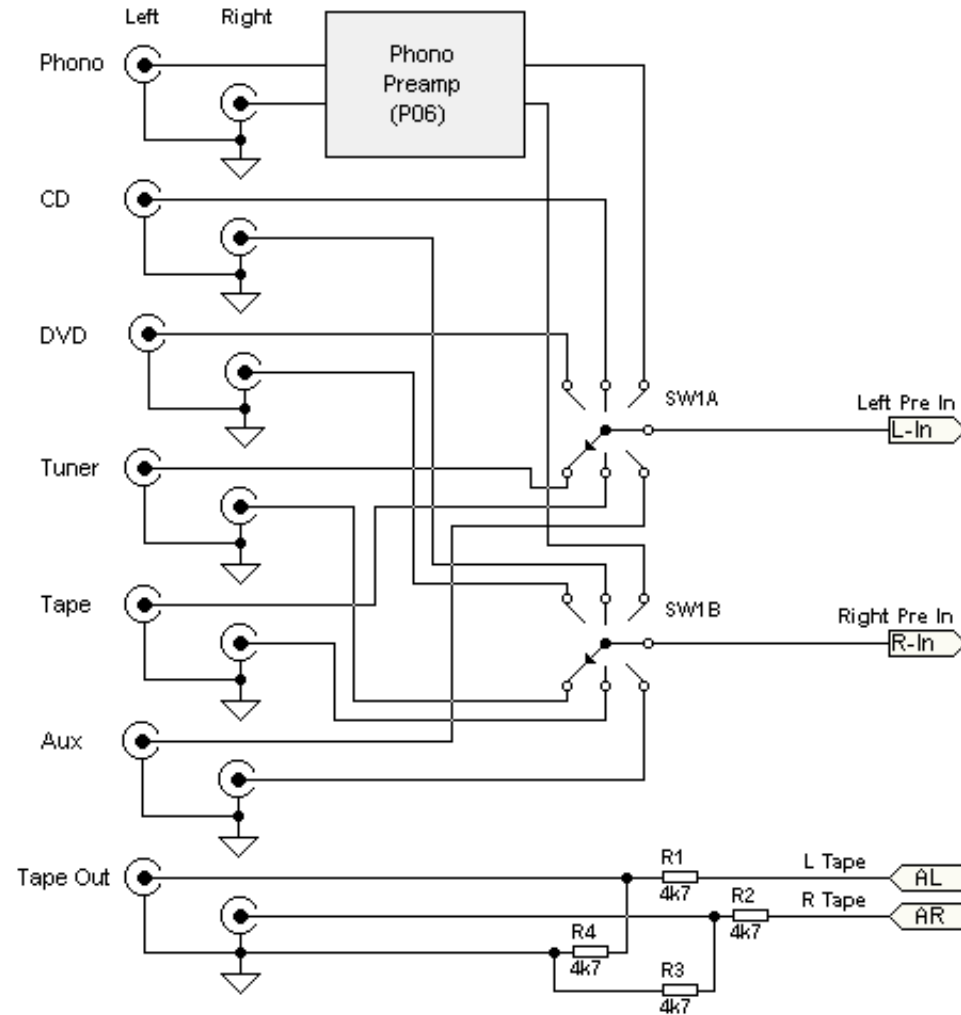 Left Right
Phono
Phono
Preamp
(P06)
CD
DVD
SW1A
Left Pre In
L-In
Tuner
Tape
SW1B
Right Pre In
R-In
Aux
Tape Out
R1
4k7
L Tape
AL
R2
4k7
R Tape
AR
R4
4k7
R3
4k7